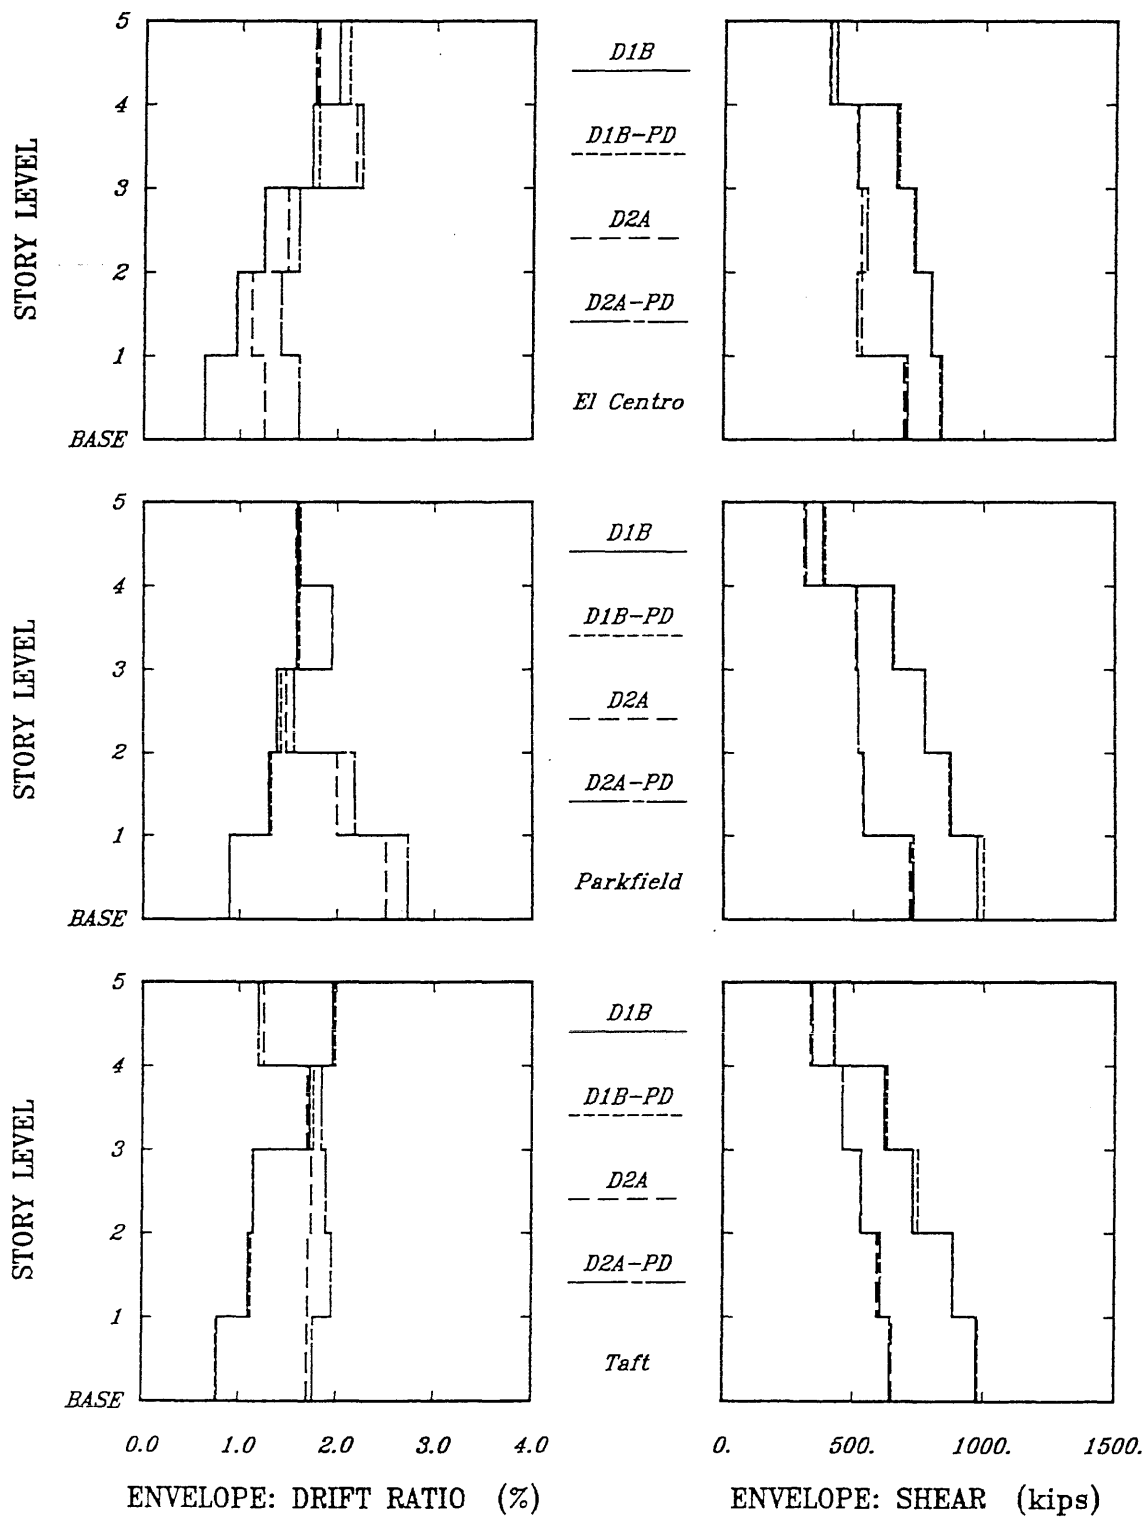 5
4
3
2
1
BASE
STORY LEVEL
D1B
D1B-PD
D2A
D2A-PD
El Centro
5
4
3
2
1
BASE
STORY LEVEL
D1B
D1B-PD
D2A
D2A-PD
Parkfield
5
4
3
2
1
BASE
STORY LEVEL
D1B
D1B-PD
D2A
D2A-PD
Taft
0.0 1.0 2.0 3.0 4.0
0. 500. 1000. 1500.
ENVELOPE: DRIFT RATIO (%)
ENVELOPE: SHEAR (kips)